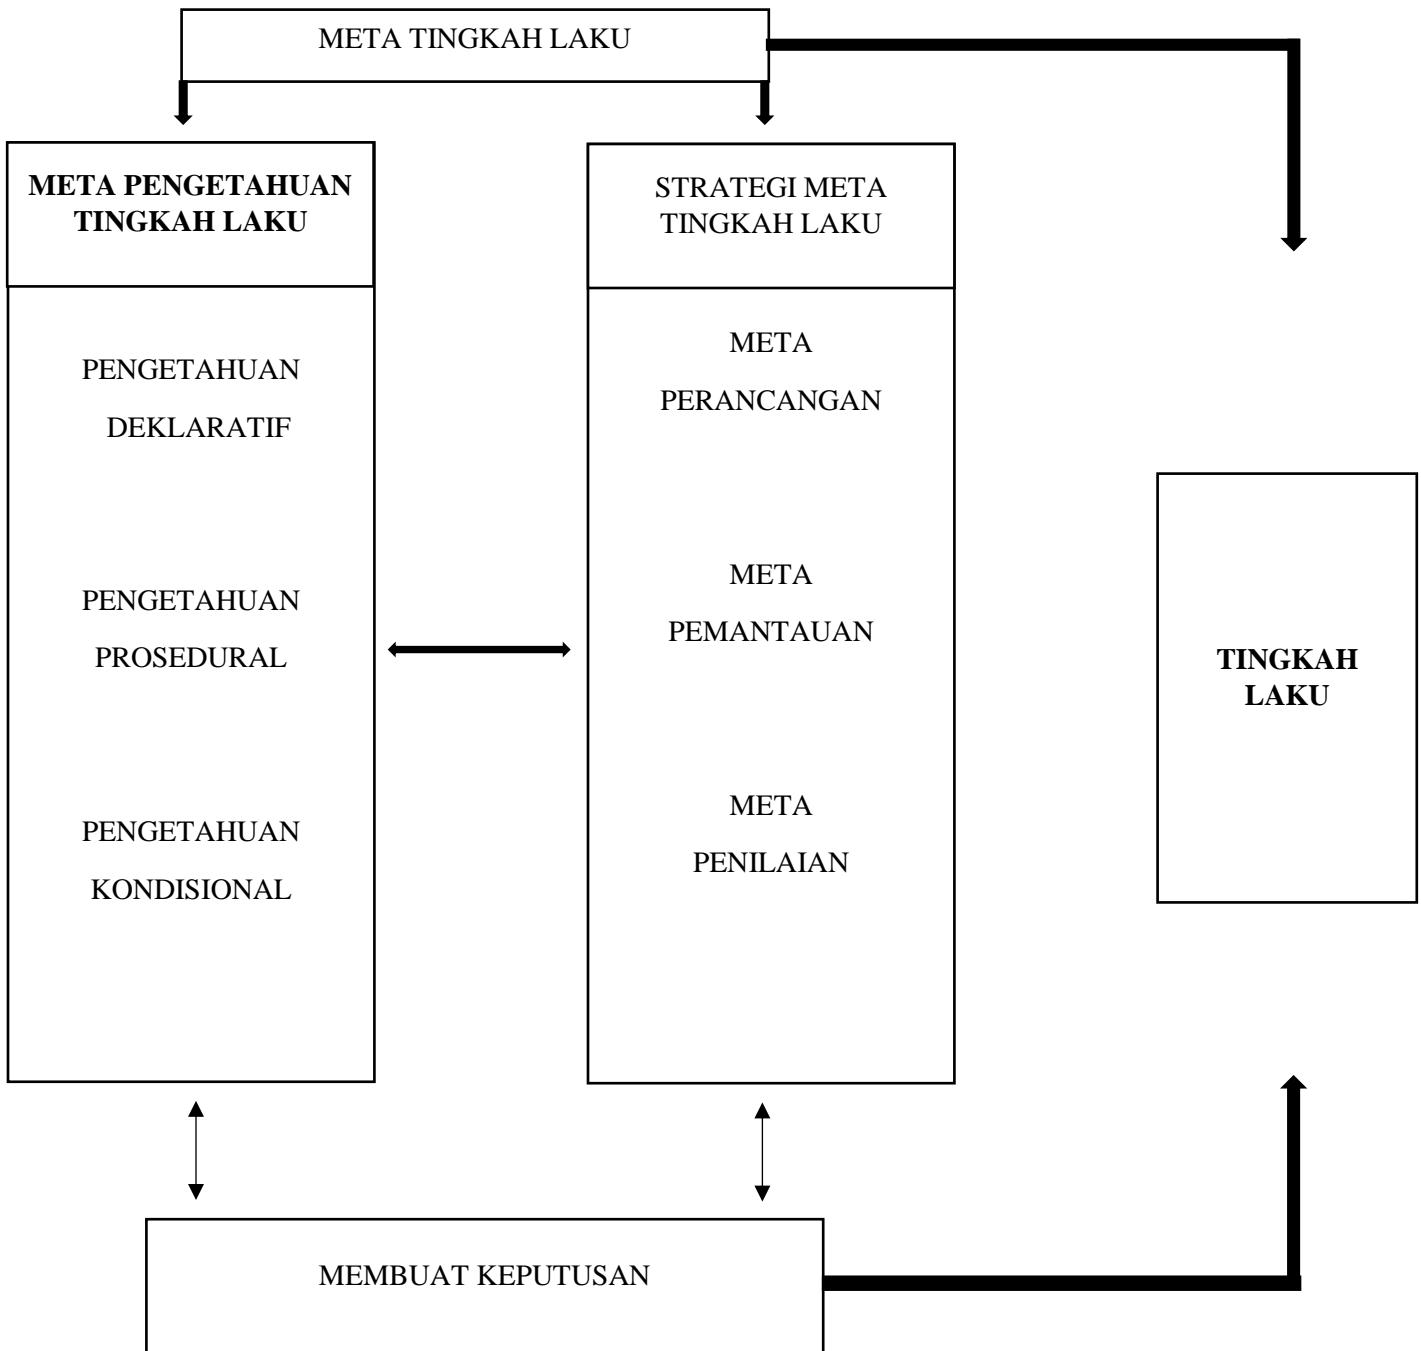 META TINGKAH LAKU
META PENGETAHUAN
TINGKAH LAKU
PENGETAHUAN
DEKLARATIF
PENGETAHUAN
PROSEDURAL
PENGETAHUAN
KONDISIONAL
STRATEGI META
TINGKAH LAKU
META
PERANCANGAN
META
PEMANTAUAN
META
PENILAIAN
TINGKAH
LAKU
MEMBUAT KEPUTUSAN